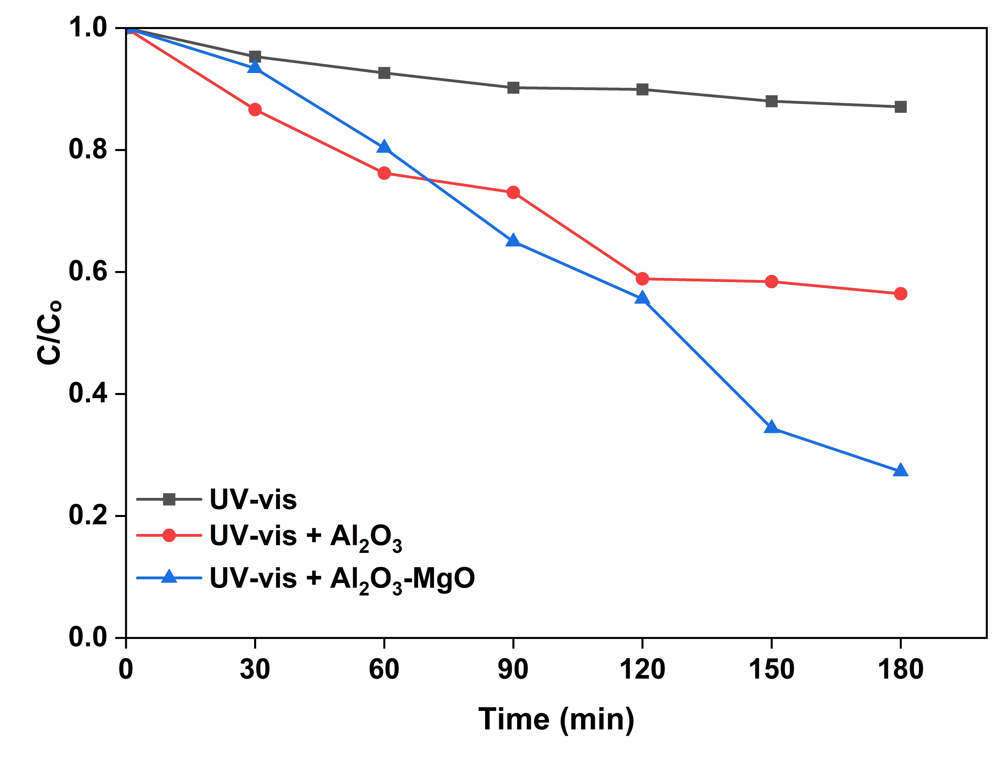 1.0
0.8
0.6
0.4
0.2
0.0
C/Cₒ
UV-vis
UV-vis + Al₂O₃
UV-vis + Al₂O₃-MgO
0 30 60 90 120 150 180
Time (min)